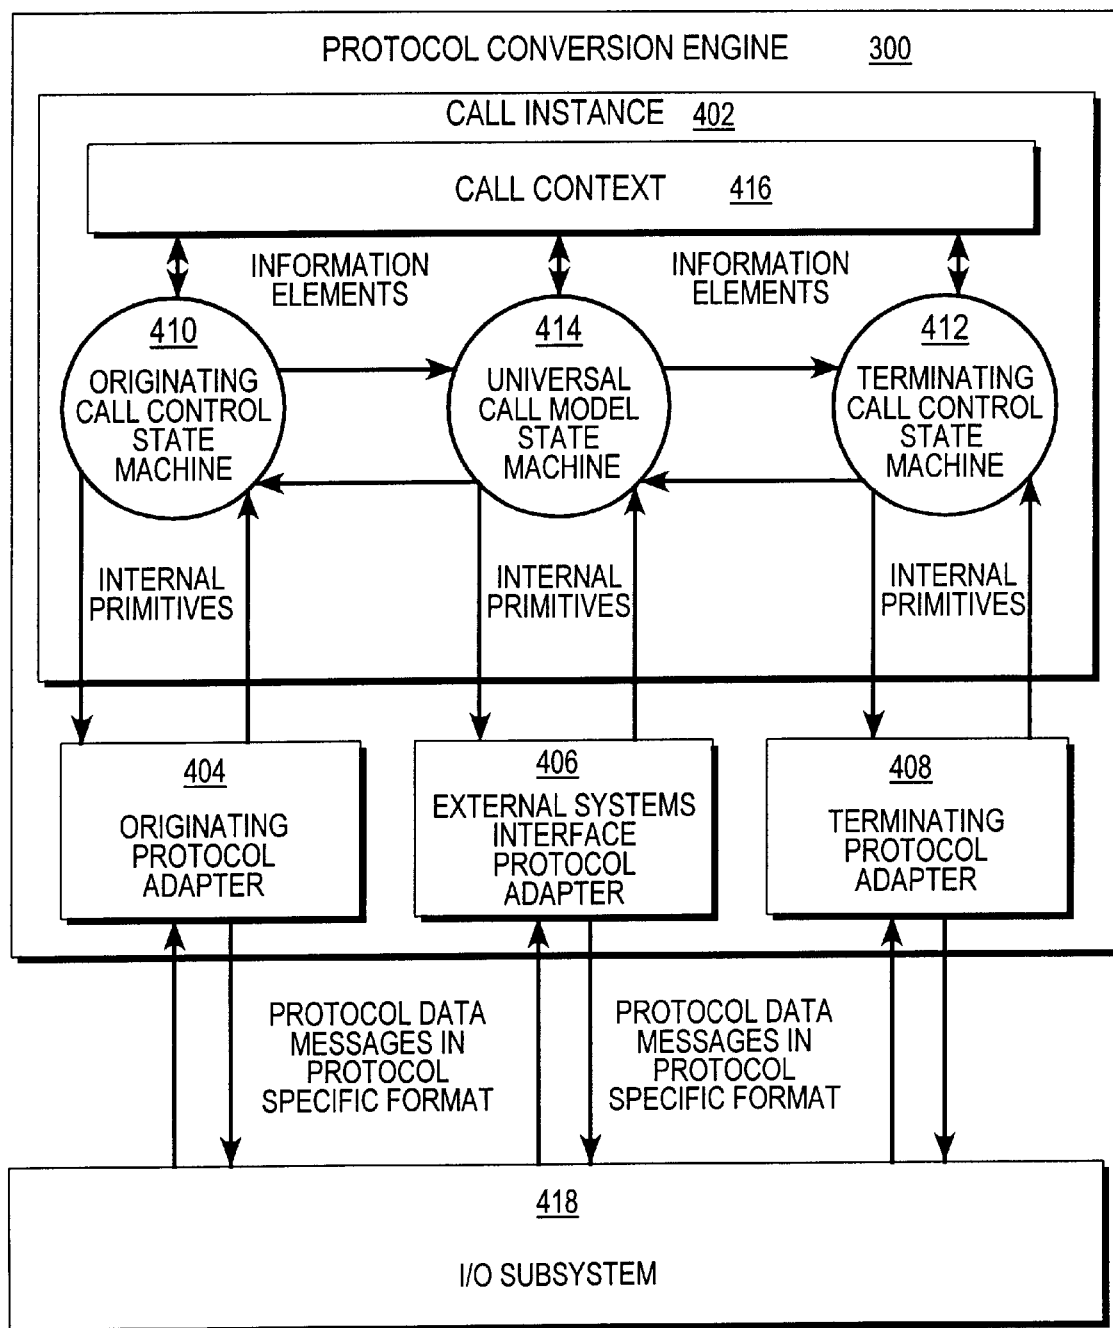 PROTOCOL CONVERSION ENGINE 300
CALL INSTANCE 402
CALL CONTEXT 416
INFORMATION
ELEMENTS
INFORMATION
ELEMENTS
410
ORIGINATING
CALL CONTROL
STATE
MACHINE
414
UNIVERSAL
CALL MODEL
STATE
MACHINE
412
TERMINATING
CALL CONTROL
STATE
MACHINE
INTERNAL
PRIMITIVES
INTERNAL
PRIMITIVES
INTERNAL
PRIMITIVES
404
ORIGINATING
PROTOCOL
ADAPTER
406
EXTERNAL SYSTEMS
INTERFACE
PROTOCOL
ADAPTER
408
TERMINATING
PROTOCOL
ADAPTER
PROTOCOL DATA
MESSAGES IN
PROTOCOL
SPECIFIC FORMAT
PROTOCOL DATA
MESSAGES IN
PROTOCOL
SPECIFIC FORMAT
418
I/O SUBSYSTEM